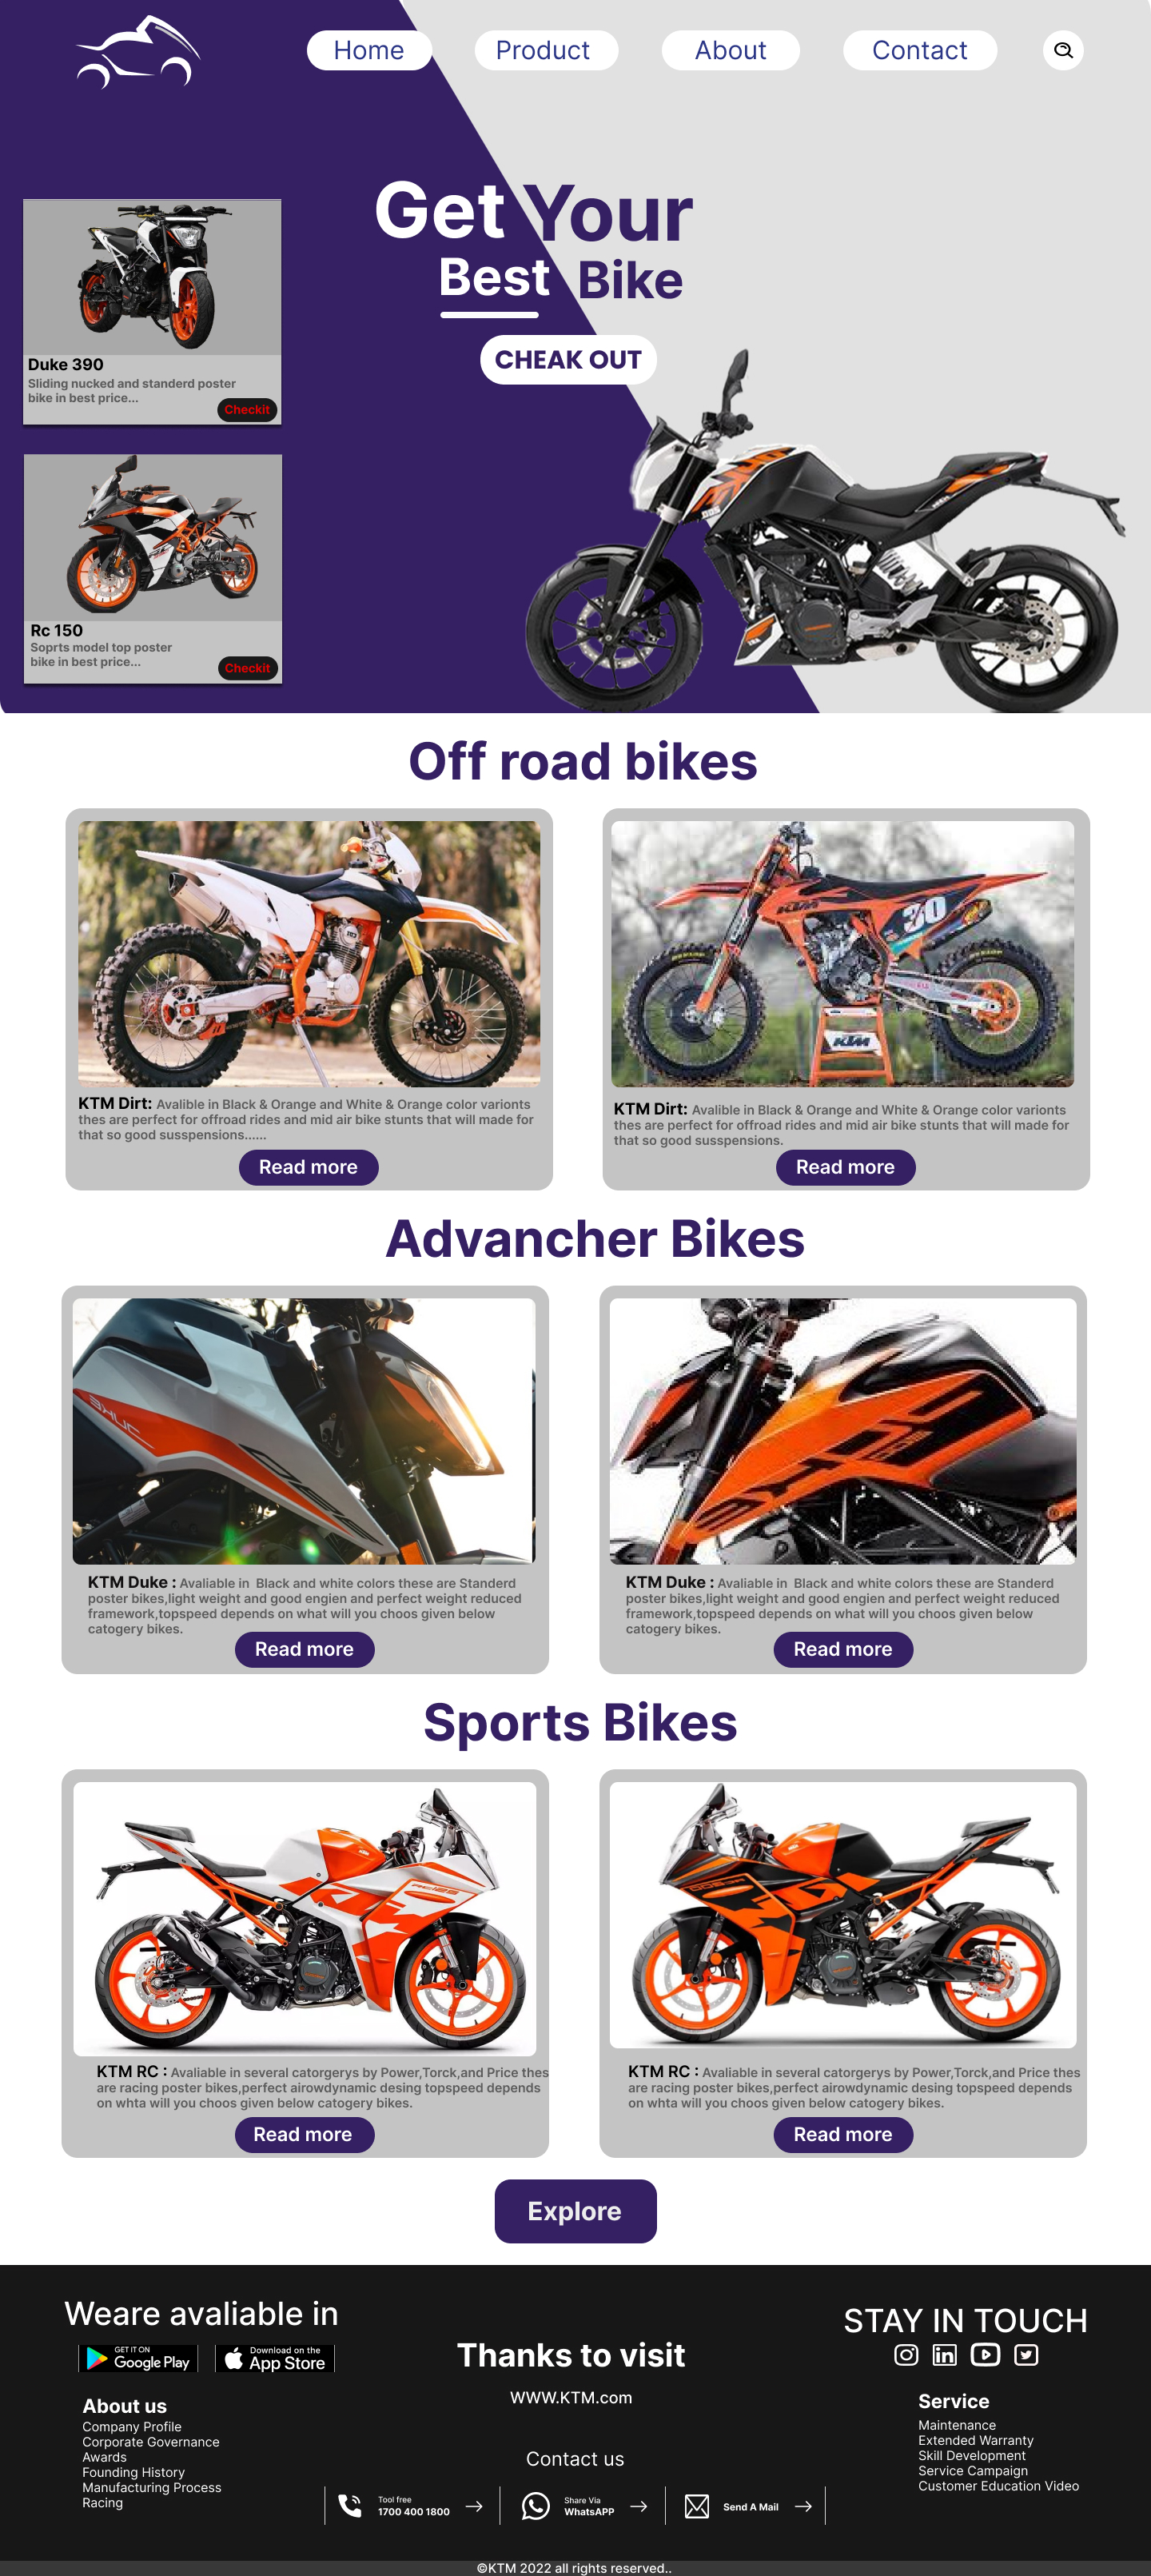 Home
Product
About
Contact
Get Your
Best Bike
CHEAK OUT
Duke 390
Sliding nucked and standerd poster
bike in best price...
Checkit
Rc 150
Soprts model top poster
bike in best price...
Checkit
Off road bikes
KTM
30
KTM
KTM Dirt: Avalible in Black & Orange and White & Orange color varionts
thes are perfect for offroad rides and mid air bike stunts that will made for
that so good susspensions......
Read more
KTM Dirt: Avalible in Black & Orange and White & Orange color varionts
thes are perfect for offroad rides and mid air bike stunts that will made for
that so good susspensions.
Read more
Advancher Bikes
KTM Duke : Avaliable in  Black and white colors these are Standerd
poster bikes,light weight and good engien and perfect weight reduced
framework,topspeed depends on what will you choos given below
catogery bikes.
Read more
KTM Duke : Avaliable in  Black and white colors these are Standerd
poster bikes,light weight and good engien and perfect weight reduced
framework,topspeed depends on what will you choos given below
catogery bikes.
Read more
Sports Bikes
KTM RC : Avaliable in several catorgerys by Power,Torck,and Price thes
are racing poster bikes,perfect airowdynamic desing topspeed depends
on whta will you choos given below catogery bikes.
Read more
KTM RC : Avaliable in several catorgerys by Power,Torck,and Price thes
are racing poster bikes,perfect airowdynamic desing topspeed depends
on whta will you choos given below catogery bikes.
Read more
Explore
Weare avaliable in
GET IT ON
Google Play
Download on the
App Store
About us
Company Profile
Corporate Governance
Awards
Founding History
Manufacturing Process
Racing
Thanks to visit
WWW.KTM.com
Contact us
Tool free
1700 400 1800
Share Via
WhatsAPP
Send A Mail
STAY IN TOUCH
Service
Maintenance
Extended Warranty
Skill Development
Service Campaign
Customer Education Video
©KTM 2022 all rights reserved..